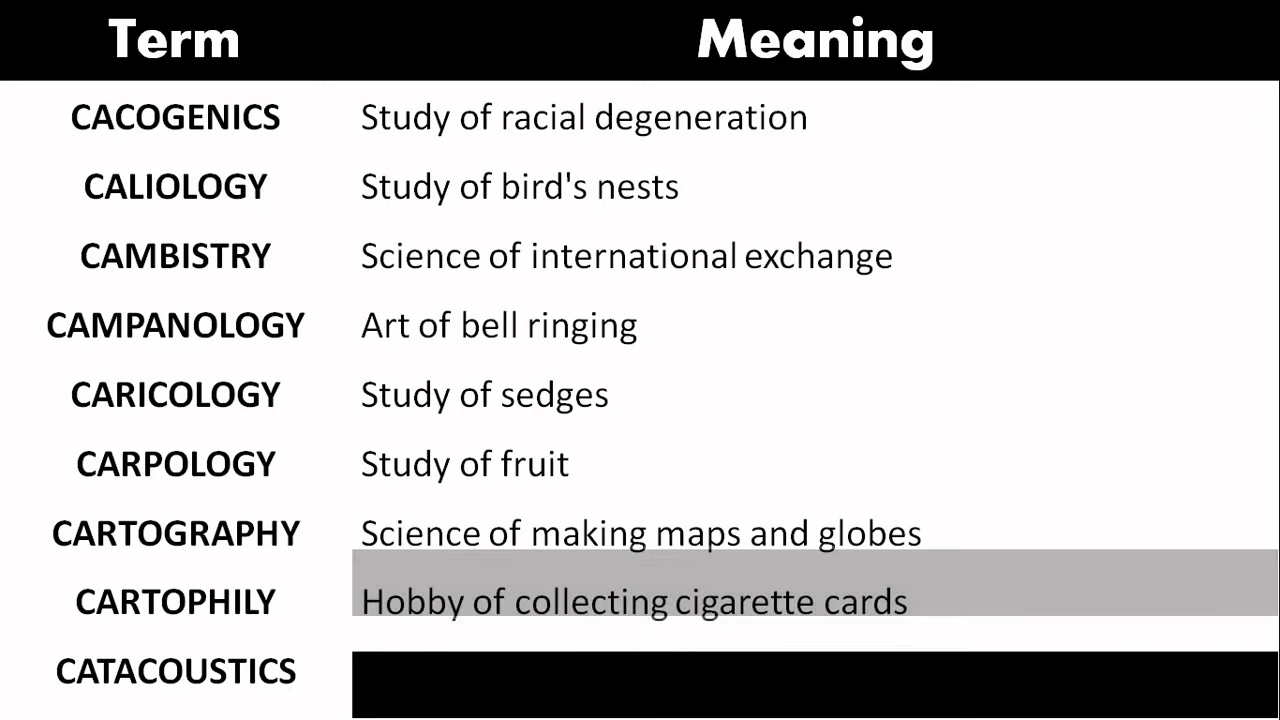 Term Meaning
CACOGENICS Study of racial degeneration
CALIOLOGY Study of bird's nests
CAMBISTRY Science of international exchange
CAMPANOLOGY Art of bell ringing
CARICOLOGY Study of sedges
CARPOLOGY Study of fruit
CARTOGRAPHY Science of making maps and globes
CARTOPHILY Hobby of collecting cigarette cards
CATACOUSTICS